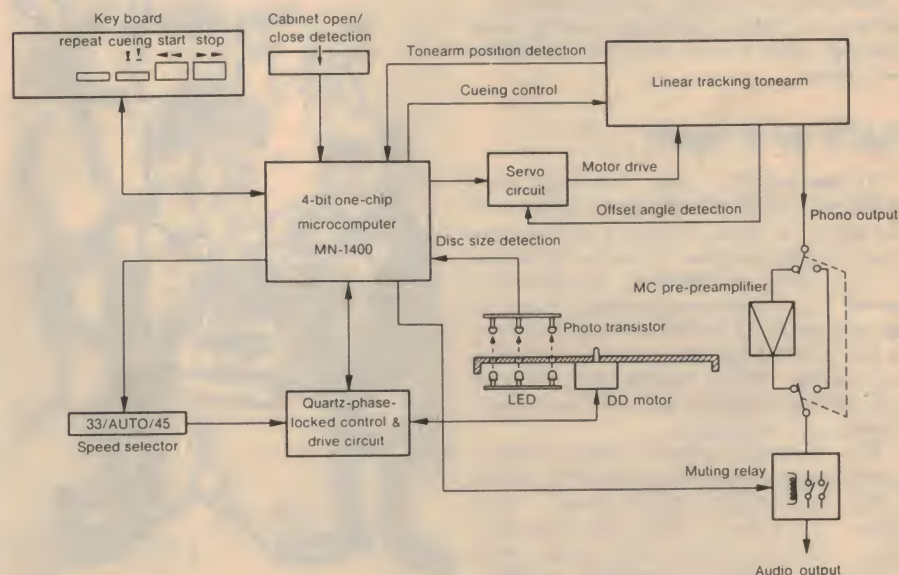 Key board
repeat cueing start stop
Cabinet open/
close detection
Tonearm position detection
Cueing control
Linear tracking tonearm
Servo
circuit
Motor drive
Offset angle detection
4-bit one-chip
microcomputer
MN-1400
Disc size detection
Phono output
MC pre-preamplifier
Photo transistor
LED
DD motor
33/AUTO/45
Speed selector
Quartz-phase-
locked control &
drive circuit
Muting relay
Audio output